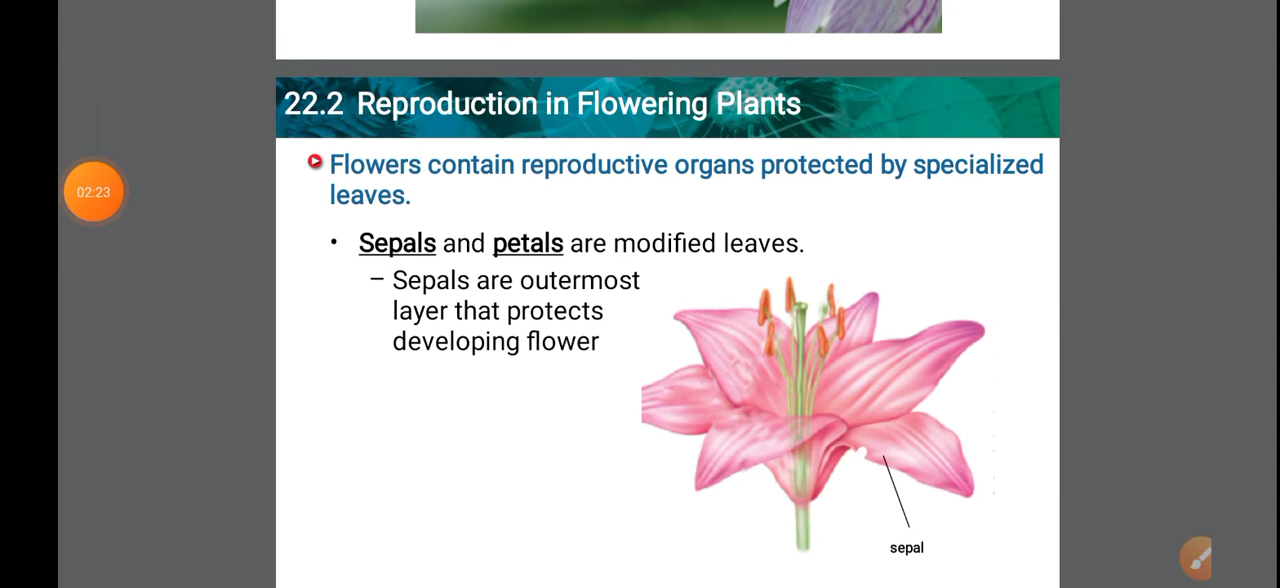 22.2 Reproduction in Flowering Plants
Flowers contain reproductive organs protected by specialized
leaves.
• Sepals and petals are modified leaves.
– Sepals are outermost
layer that protects
developing flower
02:23
sepal